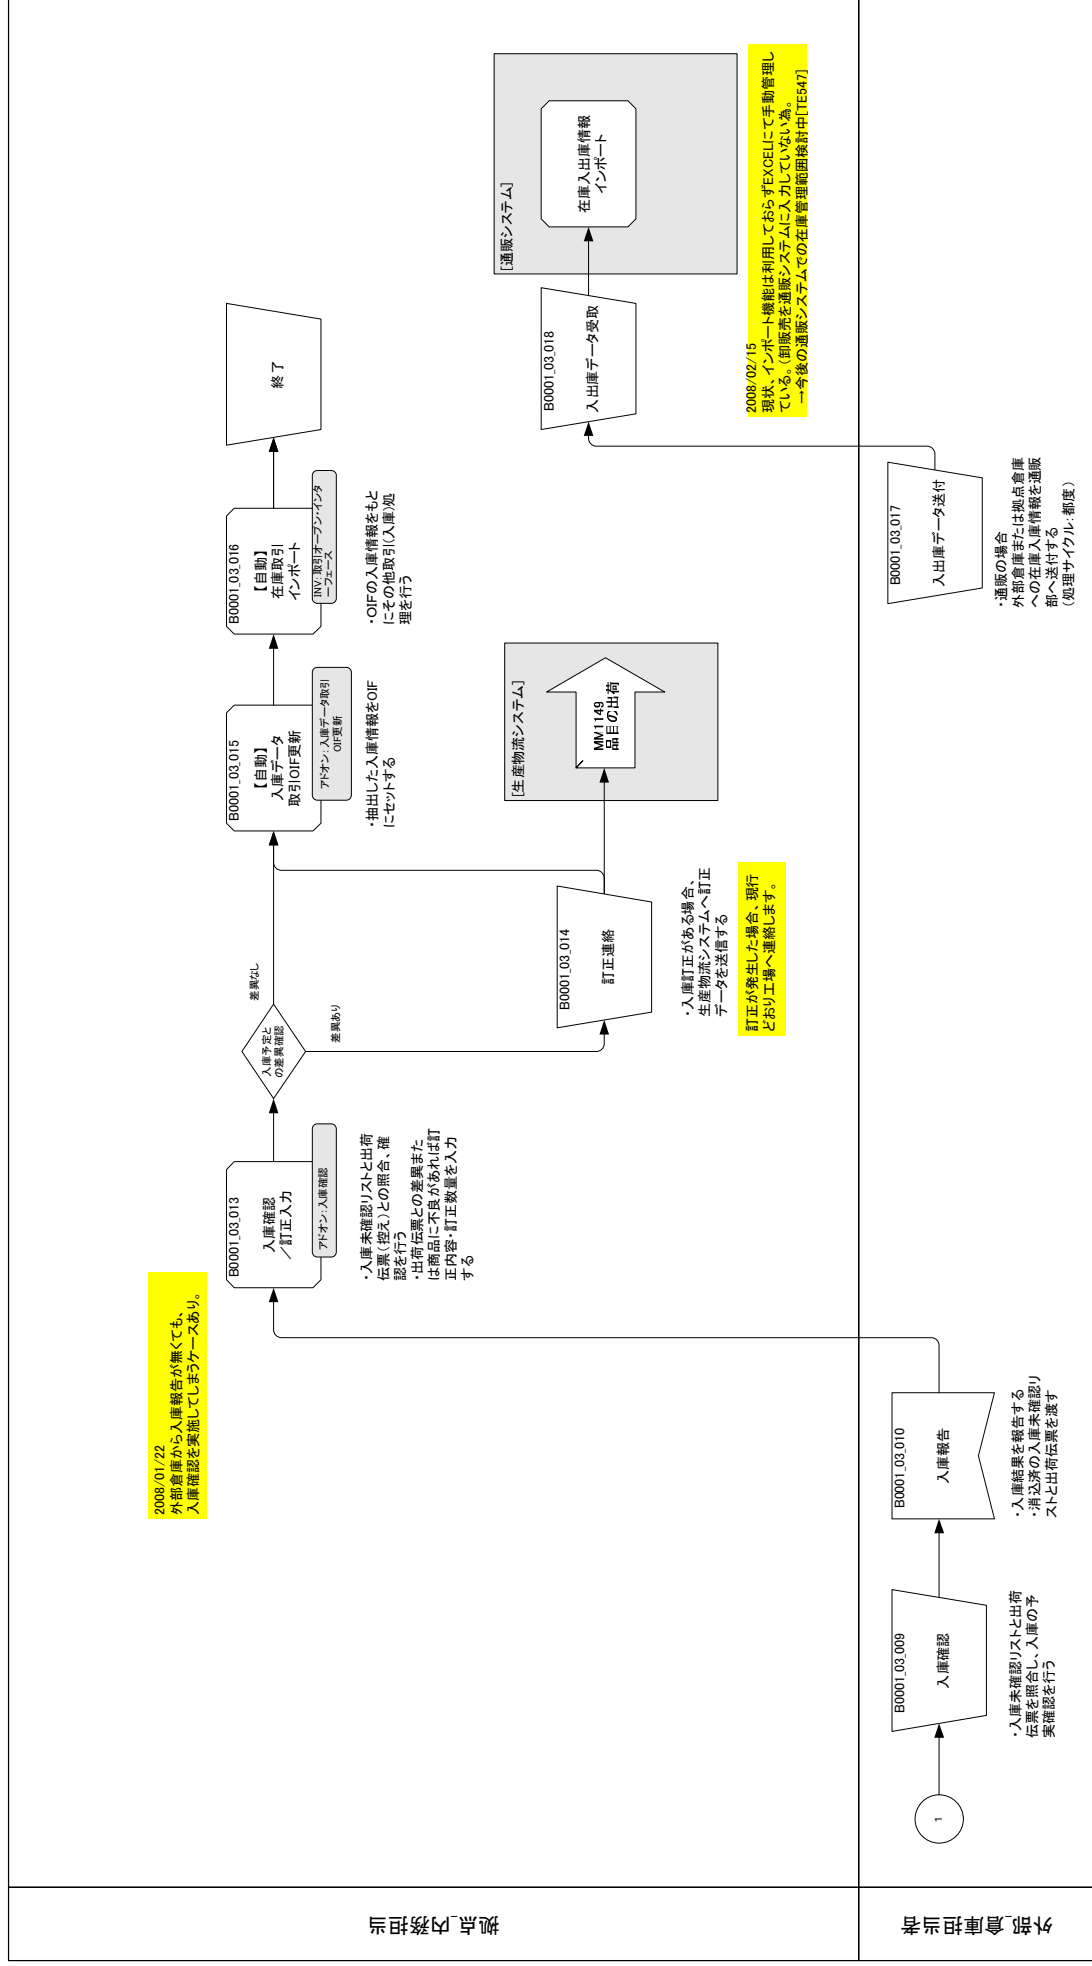 拠点_内務担当
2008/01/22
外部倉庫から入庫報告が無くても、
入庫確認を実施してしまうケースあり。
B0001_03_013
入庫確認
／訂正入力
アドオン:入庫確認
・入庫未確認リストと出荷
伝票(控え)との照合、確
認を行う
・出荷伝票との差異また
は商品に不良があれば訂
正内容・訂正数量を入力
する
入庫予定と
の差異確認
差異なし
差異あり
B0001_03_014
訂正連絡
・入庫訂正がある場合、
生産物流システムへ訂正
データを送信する
訂正が発生した場合、現行
どおり工場へ連絡します。
B0001_03_015
【自動】
入庫データ
取引OIF更新
アドオン:入庫データ取引
OIF更新
・抽出した入庫情報をOIF
にセットする
[生産物流システム]
MM1149
品目の出荷
B0001_03_016
【自動】
在庫取引
インポート
INV:取引オープン・インタ
ーフェース
・OIFの入庫情報をもと
にその他取引(入庫)処
理を行う
終了
B0001_03_018
入出庫データ受取
[通販システム]
在庫入出庫情報
インポート
2008/02/15
現状、インポート機能は利用しておらずEXCELにて手動管理し
ている。(卸販売を通販システムに入力していない為。
→今後の通販システムでの在庫管理範囲検討中[TE547]
外部_倉庫担当者
1
B0001_03_009
入庫確認
・入庫未確認リストと出荷
伝票を照合し、入庫の予
実確認を行う
B0001_03_010
入庫報告
・入庫結果を報告する
・消込済の入庫未確認リ
ストと出荷伝票を渡す
B0001_03_017
入出庫データ送付
・通販の場合
外部倉庫または拠点倉庫
への在庫入庫情報を通販
部へ送付する
(処理サイクル:都度)